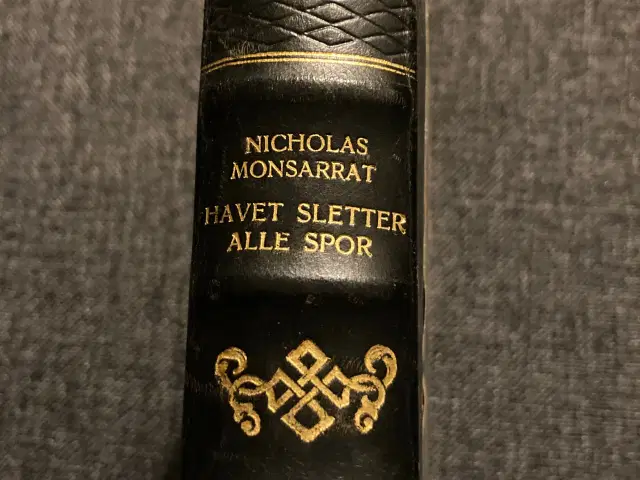 NICHOLAS
MONSARRAT
HAVET SLETTER
ALLE SPOR